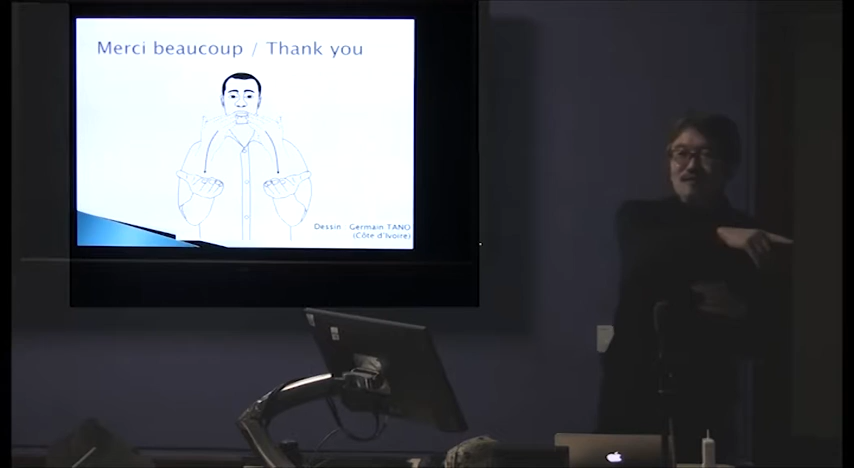 Merci beaucoup / Thank you
Dessin : Germain TANO
(Côte d'Ivoire)